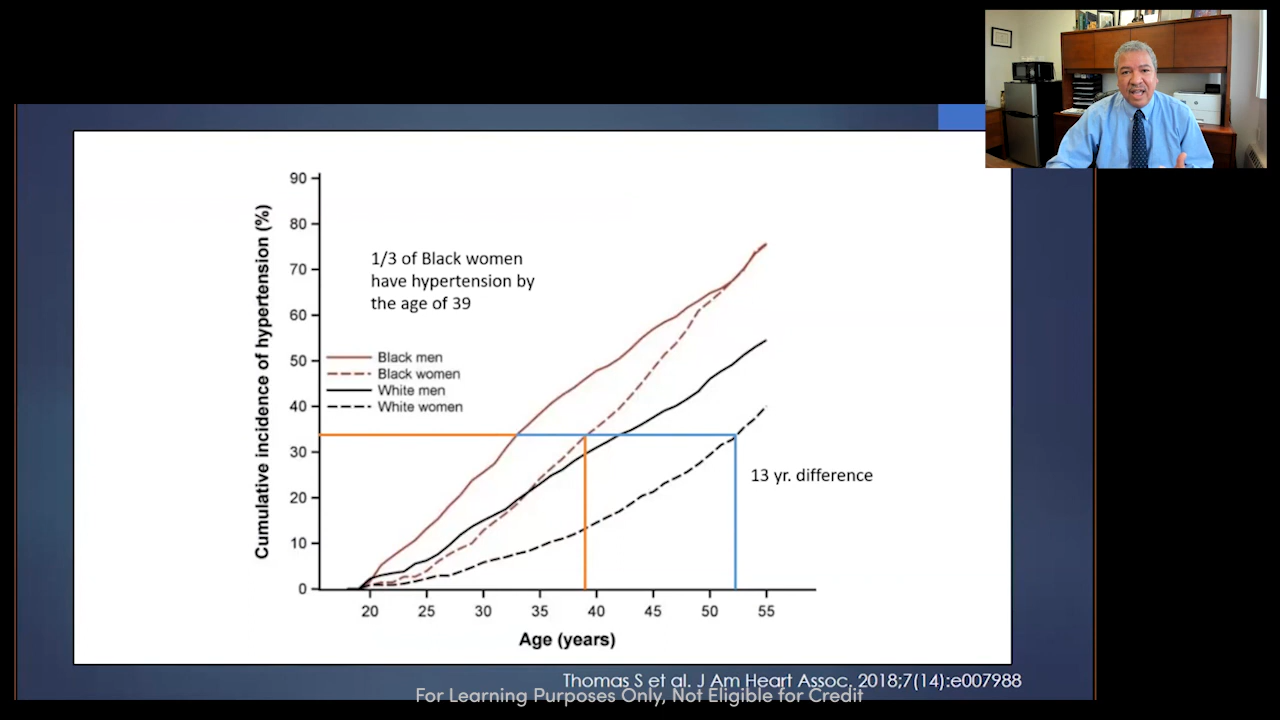 90
80
70
60
50
40
30
20
10
0
Cumulative incidence of hypertension (%)
1/3 of Black women
have hypertension by
the age of 39
Black men
Black women
White men
White women
13 yr. difference
20 25 30 35 40 45 50 55
Age (years)
Thomas S et al. J Am Heart Assoc. 2018;7(14):e007988
For Learning Purposes Only, Not Eligible for Credit